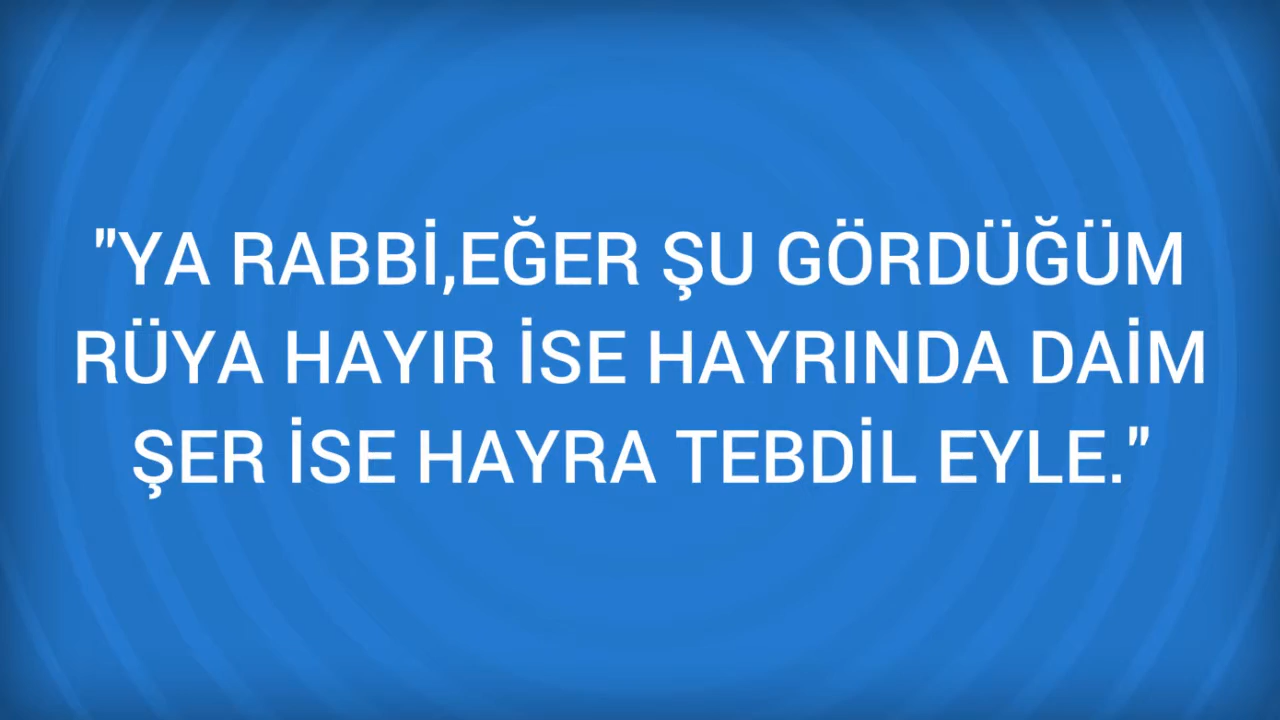 "YA RABBİ,EĞER ŞU GÖRDÜĞÜM
RÜYA HAYIR İSE HAYRINDA DAİM
ŞER İSE HAYRA TEBDİL EYLE."